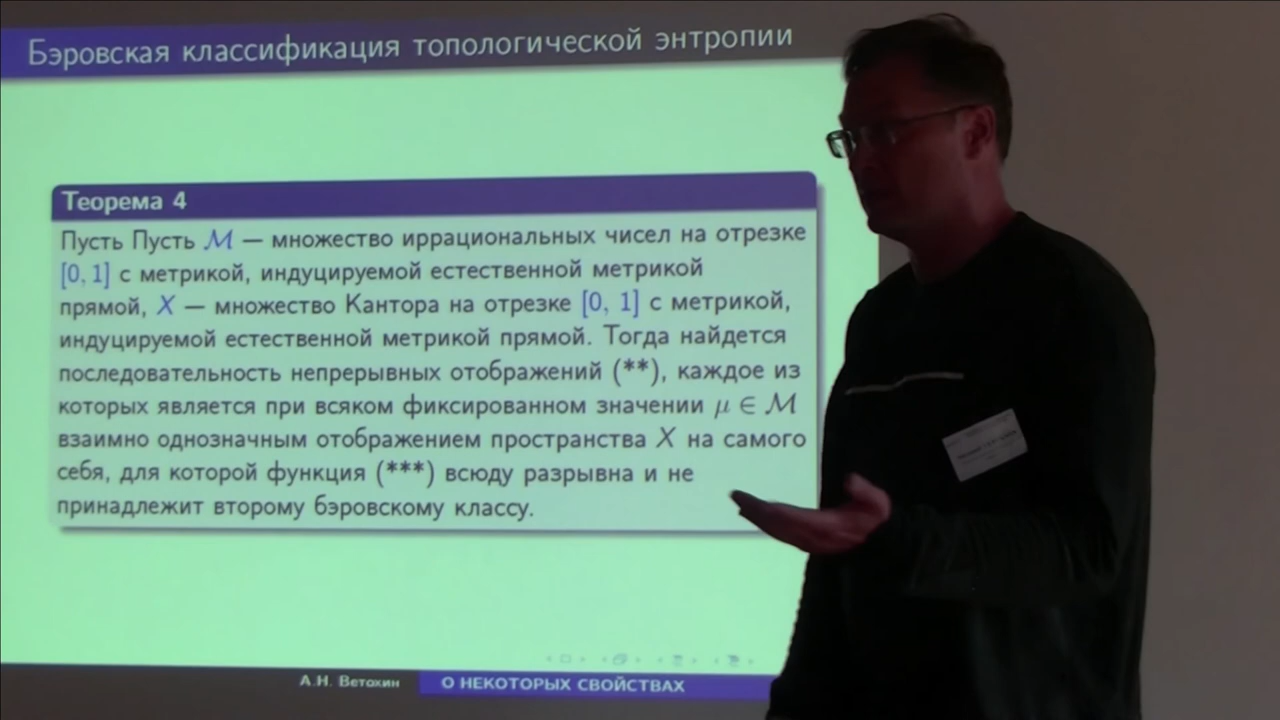 Бэровская классификация топологической энтропии
Теорема 4
Пусть Пусть ℳ — множество иррациональных чисел на отрезке
[0, 1] с метрикой, индуцируемой естественной метрикой
прямой, X — множество Кантора на отрезке [0, 1] с метрикой,
индуцируемой естественной метрикой прямой. Тогда найдется
последовательность непрерывных отображений (**), каждое из
которых является при всяком фиксированном значении μ ∈ ℳ
взаимно однозначным отображением пространства X на самого
себя, для которой функция (***) всюду разрывна и не
принадлежит второму бэровскому классу.
А.Н. Ветохин
О НЕКОТОРЫХ СВОЙСТВАХ